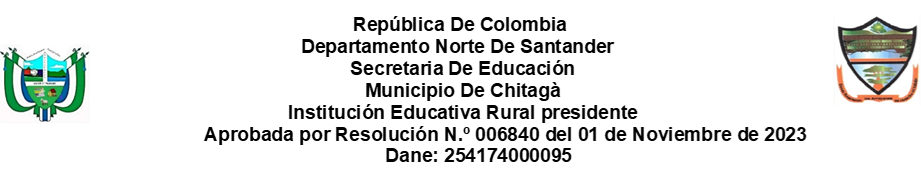 República De Colombia
Departamento Norte De Santander
Secretaria De Educación
Municipio De Chitagà
Institución Educativa Rural presidente
Aprobada por Resolución N.º 006840 del 01 de Noviembre de 2023
Dane: 254174000095